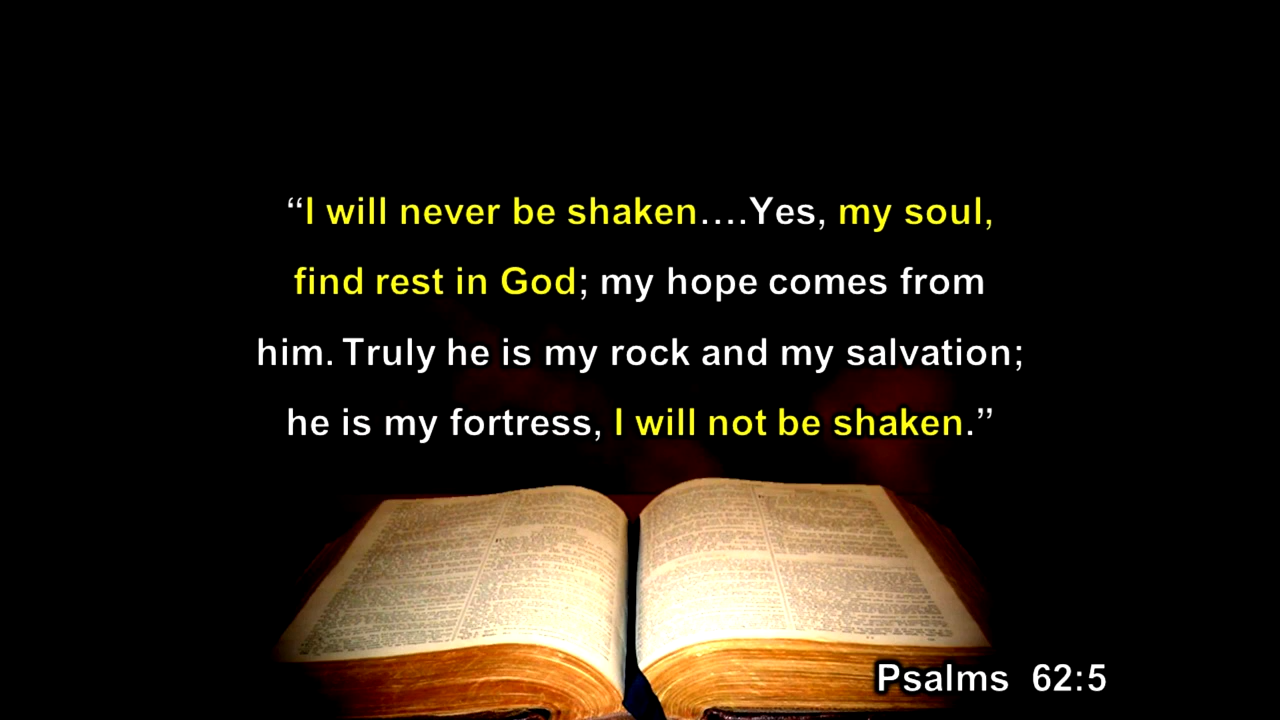 “I will never be shaken....Yes, my soul,
find rest in God; my hope comes from
him. Truly he is my rock and my salvation;
he is my fortress, I will not be shaken.”
Psalms 62:5